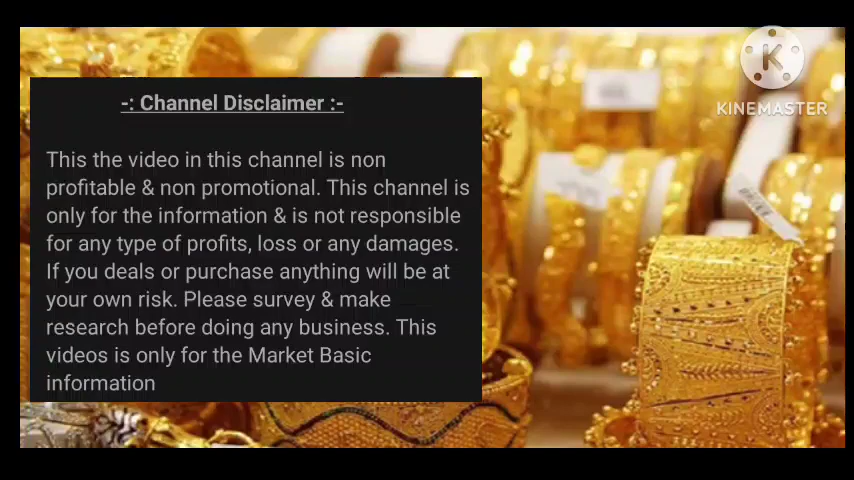 -: Channel Disclaimer :-
This the video in this channel is non
profitable & non promotional. This channel is
only for the information & is not responsible
for any type of profits, loss or any damages.
If you deals or purchase anything will be at
your own risk. Please survey & make
research before doing any business. This
videos is only for the Market Basic
information
KINEMASTER